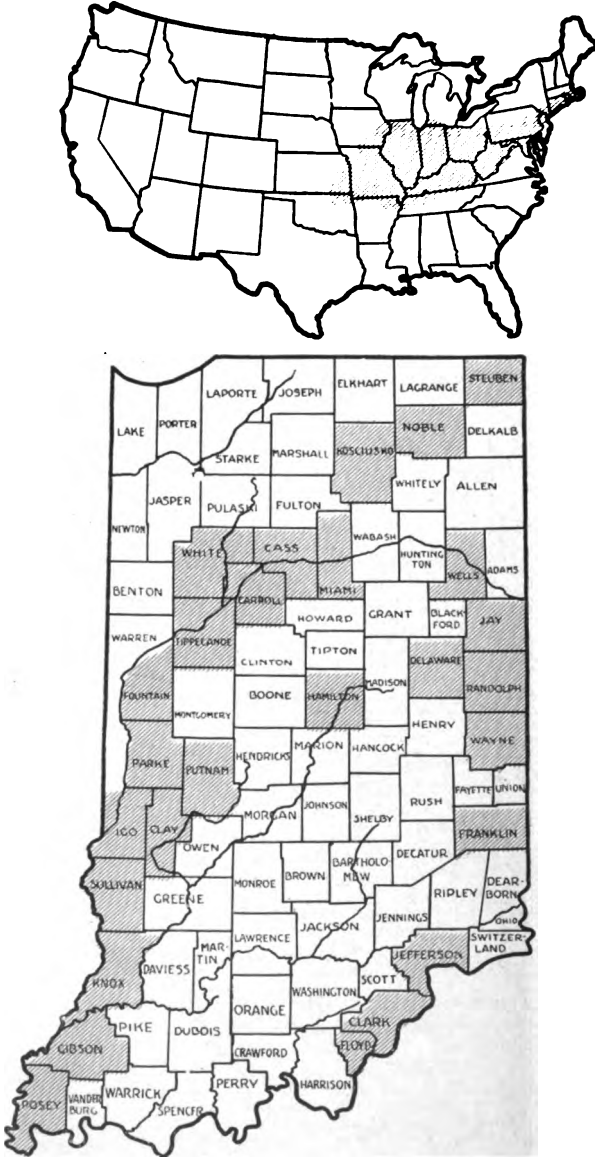 LAKE
PORTER
LAPORTE
JOSEPH
ELKHART
LAGRANGE
STEUBEN
STARKE
MARSHALL
KOSCIUSKO
NOBLE
DELKALB
NEWTON
JASPER
PULASKI
FULTON
WHITELY
ALLEN
WHITE
CASS
MIAMI
WABASH
HUNTING
TON
WELLS
ADAMS
BENTON
CARROLL
HOWARD
GRANT
BLACK
FORD
JAY
WARREN
TIPPECANOE
CLINTON
TIPTON
MADISON
DELAWARE
RANDOLPH
FOUNTAIN
MONTGOMERY
BOONE
HAMILTON
HENRY
WAYNE
PARKE
PUTNAM
HENDRICKS
MARION
HANCOCK
RUSH
FAYETTE
UNION
IGO
CLAY
OWEN
MORGAN
JOHNSON
SHELBY
DECATUR
FRANKLIN
SULLIVAN
GREENE
MONROE
BROWN
BARTHOLO-
MEW
JENNINGS
RIPLEY
DEAR-
BORN
OHIO
KNOX
DAVIESS
MAR-
TIN
LAWRENCE
JACKSON
SCOTT
JEFFERSON
SWITZER-
LAND
GIBSON
PIKE
DUBOIS
ORANGE
WASHINGTON
CLARK
FLOYD
CRAWFORD
HARRISON
POSEY
VANDER
BURG
WARRICK
SPENCER
PERRY